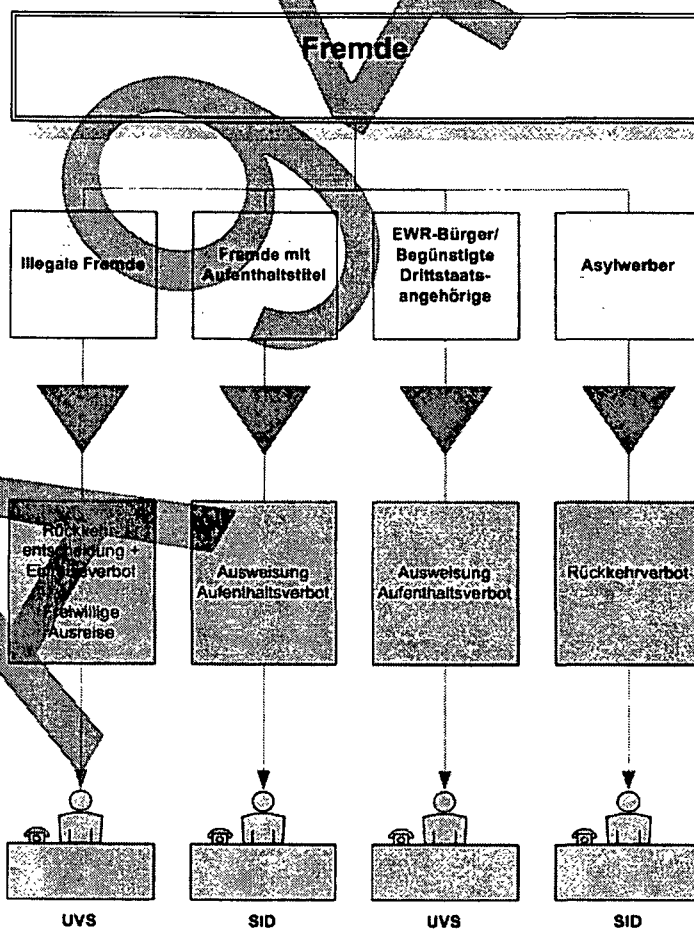 Fremde
Illegale Fremde
Fremde mit
Aufenthaltstitel
EWR-Bürger/
Begünstigte
Drittstaats-
angehörige
Asylwerber
Rückkehr-
entscheidung +
Einreiseverbot
Freiwillige
Ausreise
Ausweisung
Aufenthaltsverbot
Ausweisung
Aufenthaltsverbot
Rückkehrverbot
UVS
SID
UVS
SID